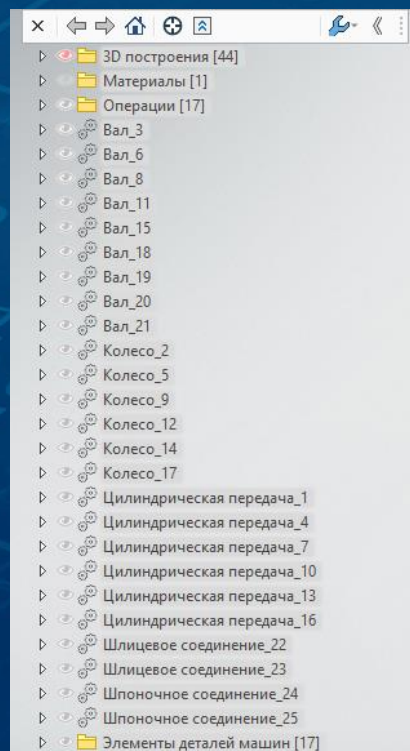 3D построения [44]
Материалы [1]
Операции [17]
Вал_3
Вал_6
Вал_8
Вал_11
Вал_15
Вал_18
Вал_19
Вал_20
Вал_21
Колесо_2
Колесо_5
Колесо_9
Колесо_12
Колесо_14
Колесо_17
Цилиндрическая передача_1
Цилиндрическая передача_4
Цилиндрическая передача_7
Цилиндрическая передача_10
Цилиндрическая передача_13
Цилиндрическая передача_16
Шлицевое соединение_22
Шлицевое соединение_23
Шпоночное соединение_24
Шпоночное соединение_25
Элементы деталей машин [17]